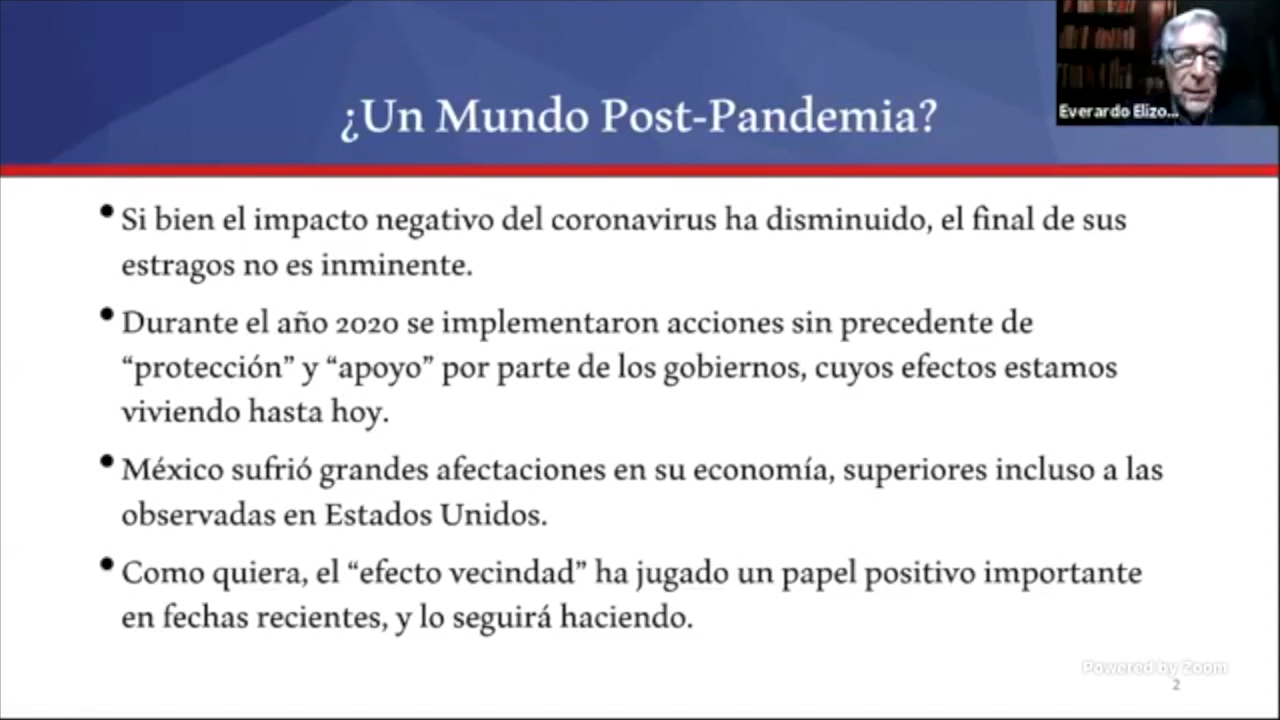 ¿Un Mundo Post-Pandemia?
Everardo Elizo...
• Si bien el impacto negativo del coronavirus ha disminuido, el final de sus
estragos no es inminente.
• Durante el año 2020 se implementaron acciones sin precedente de
“protección” y “apoyo” por parte de los gobiernos, cuyos efectos estamos
viviendo hasta hoy.
• México sufrió grandes afectaciones en su economía, superiores incluso a las
observadas en Estados Unidos.
• Como quiera, el “efecto vecindad” ha jugado un papel positivo importante
en fechas recientes, y lo seguirá haciendo.
Powered by Zoom
2